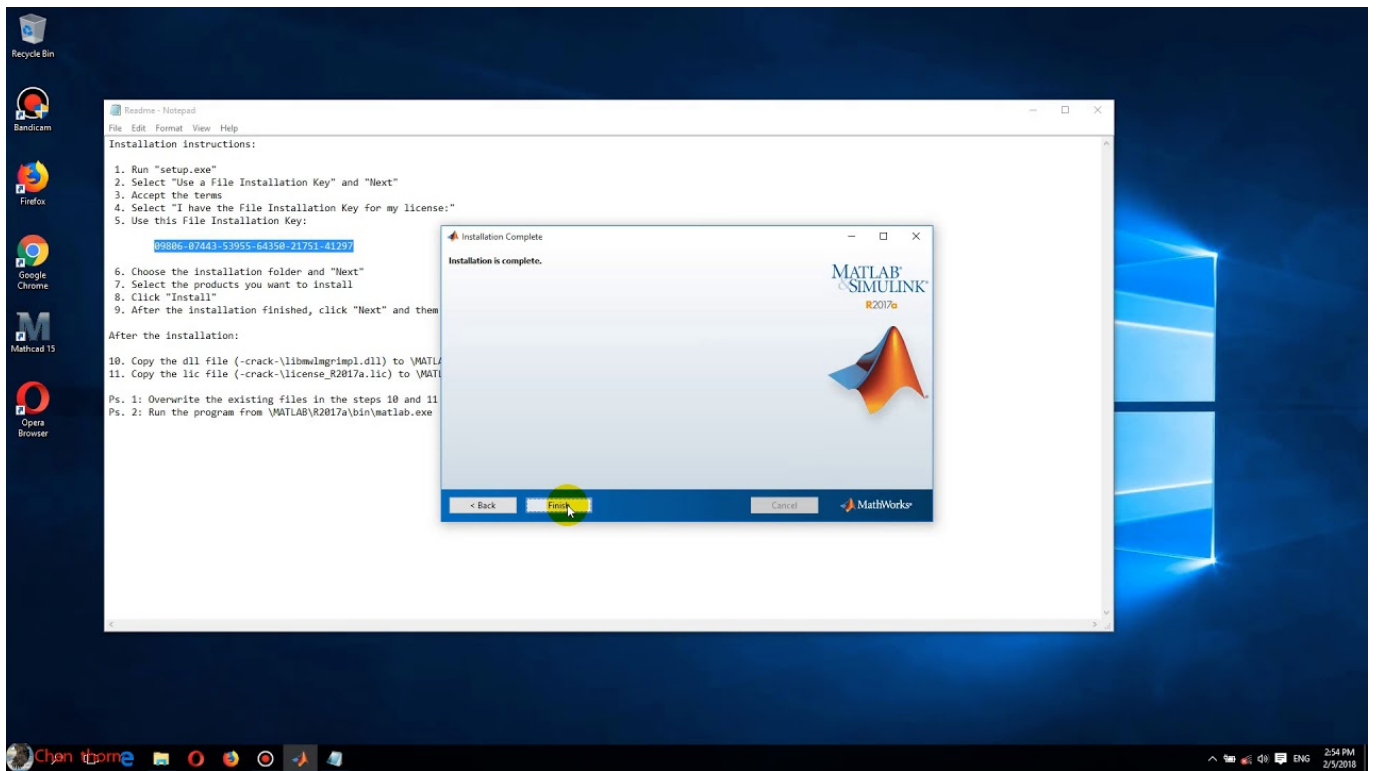 Recycle Bin
Bandicam
Firefox
Google
Chrome
Mathcad 15
Opera
Browser
Readme - Notepad
File Edit Format View Help
Installation instructions:
1. Run "setup.exe"
2. Select "Use a File Installation Key" and "Next"
3. Accept the terms
4. Select "I have the File Installation Key for my license:"
5. Use this File Installation Key:
09806-07443-53955-64350-21751-41297
6. Choose the installation folder and "Next"
7. Select the products you want to install
8. Click "Install"
9. After the installation finished, click "Next" and them
After the installation:
10. Copy the dll file (-crack-\libmwlmgrimpl.dll) to \MATL
11. Copy the lic file (-crack-\license_R2017a.lic) to \MATL
Ps. 1: Overwrite the existing files in the steps 10 and 11
Ps. 2: Run the program from \MATLAB\R2017a\bin\matlab.exe
Installation Complete
Installation is complete.
MATLAB®
&SIMULINK®
R2017a
< Back
Finish
Cancel
MathWorks®
Chon thorn
ENG
2:54 PM
2/5/2018